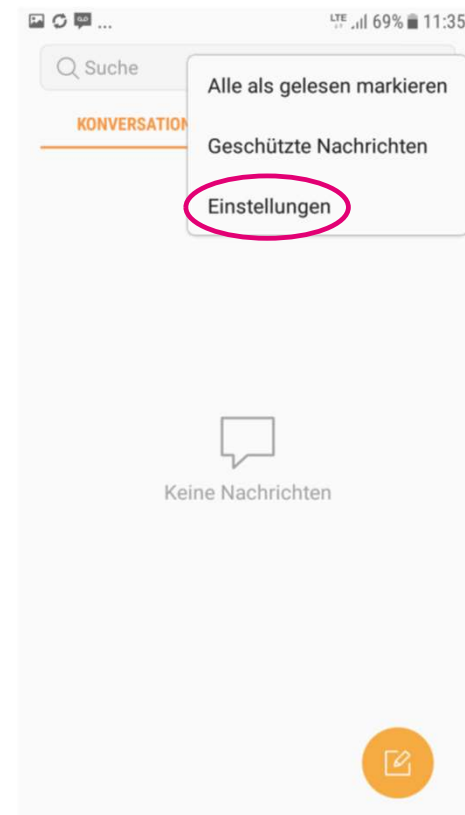 ... LTE 69% 11:35
Suche
Alle als gelesen markieren
KONVERSATION
Geschützte Nachrichten
Einstellungen
Keine Nachrichten